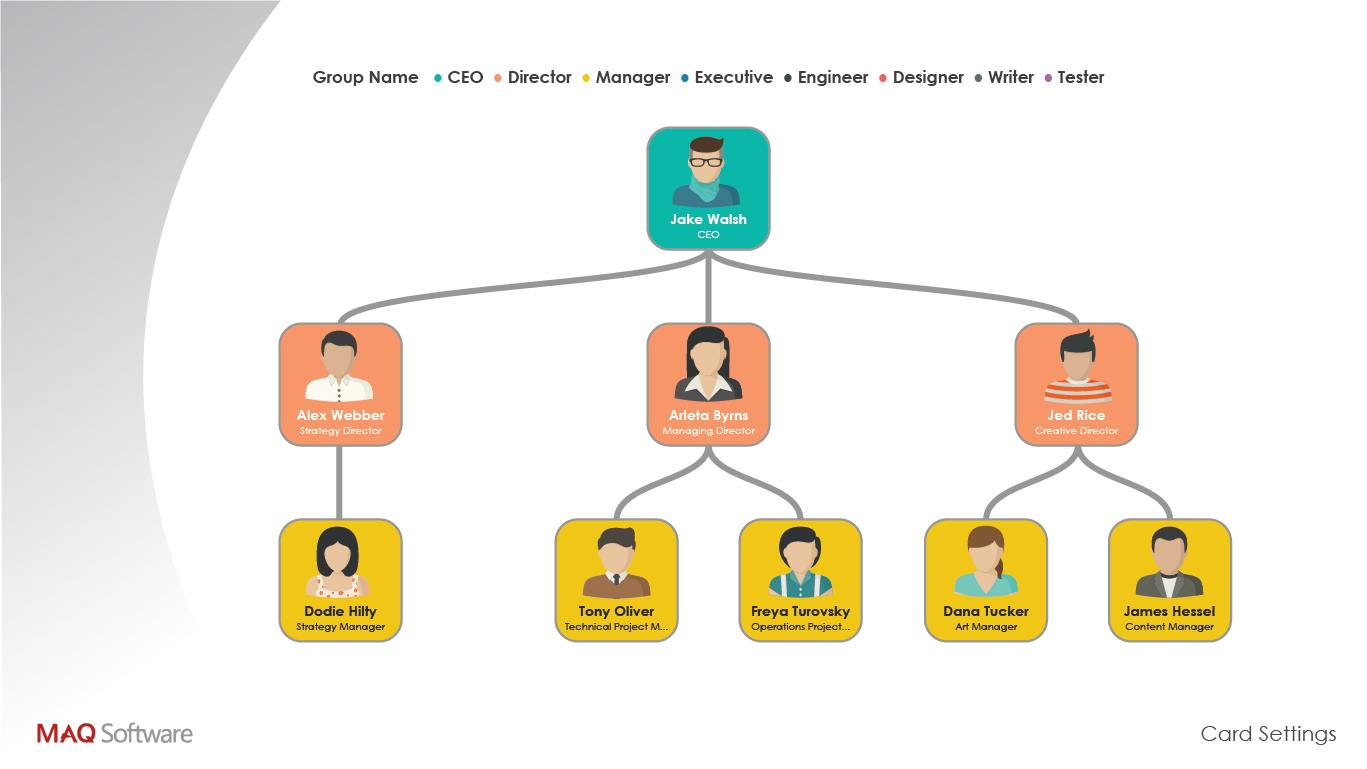 Group Name CEO Director Manager Executive Engineer Designer Writer Tester
Jake Walsh
CEO
Alex Webber
Strategy Director
Arleta Byrns
Managing Director
Jed Rice
Creative Director
Dodie Hilty
Strategy Manager
Tony Oliver
Technical Project M...
Freya Turovsky
Operations Project...
Dana Tucker
Art Manager
James Hessel
Content Manager
MAQ Software
Card Settings